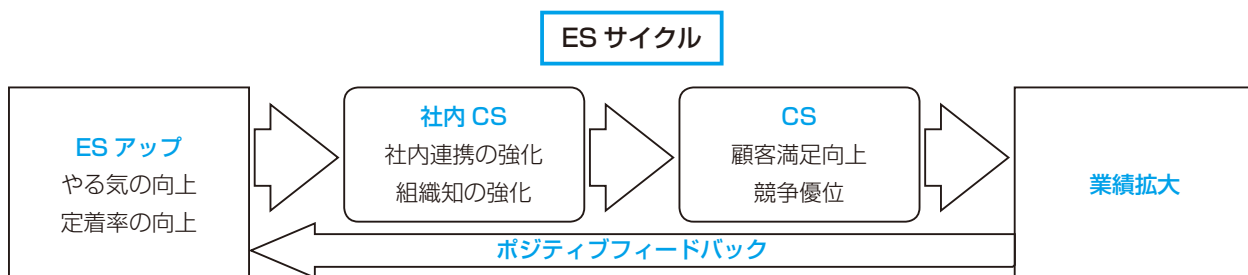 ES サイクル
ES アップ
やる気の向上
定着率の向上
社内 CS
社内連携の強化
組織知の強化
CS
顧客満足向上
競争優位
業績拡大
ポジティブフィードバック